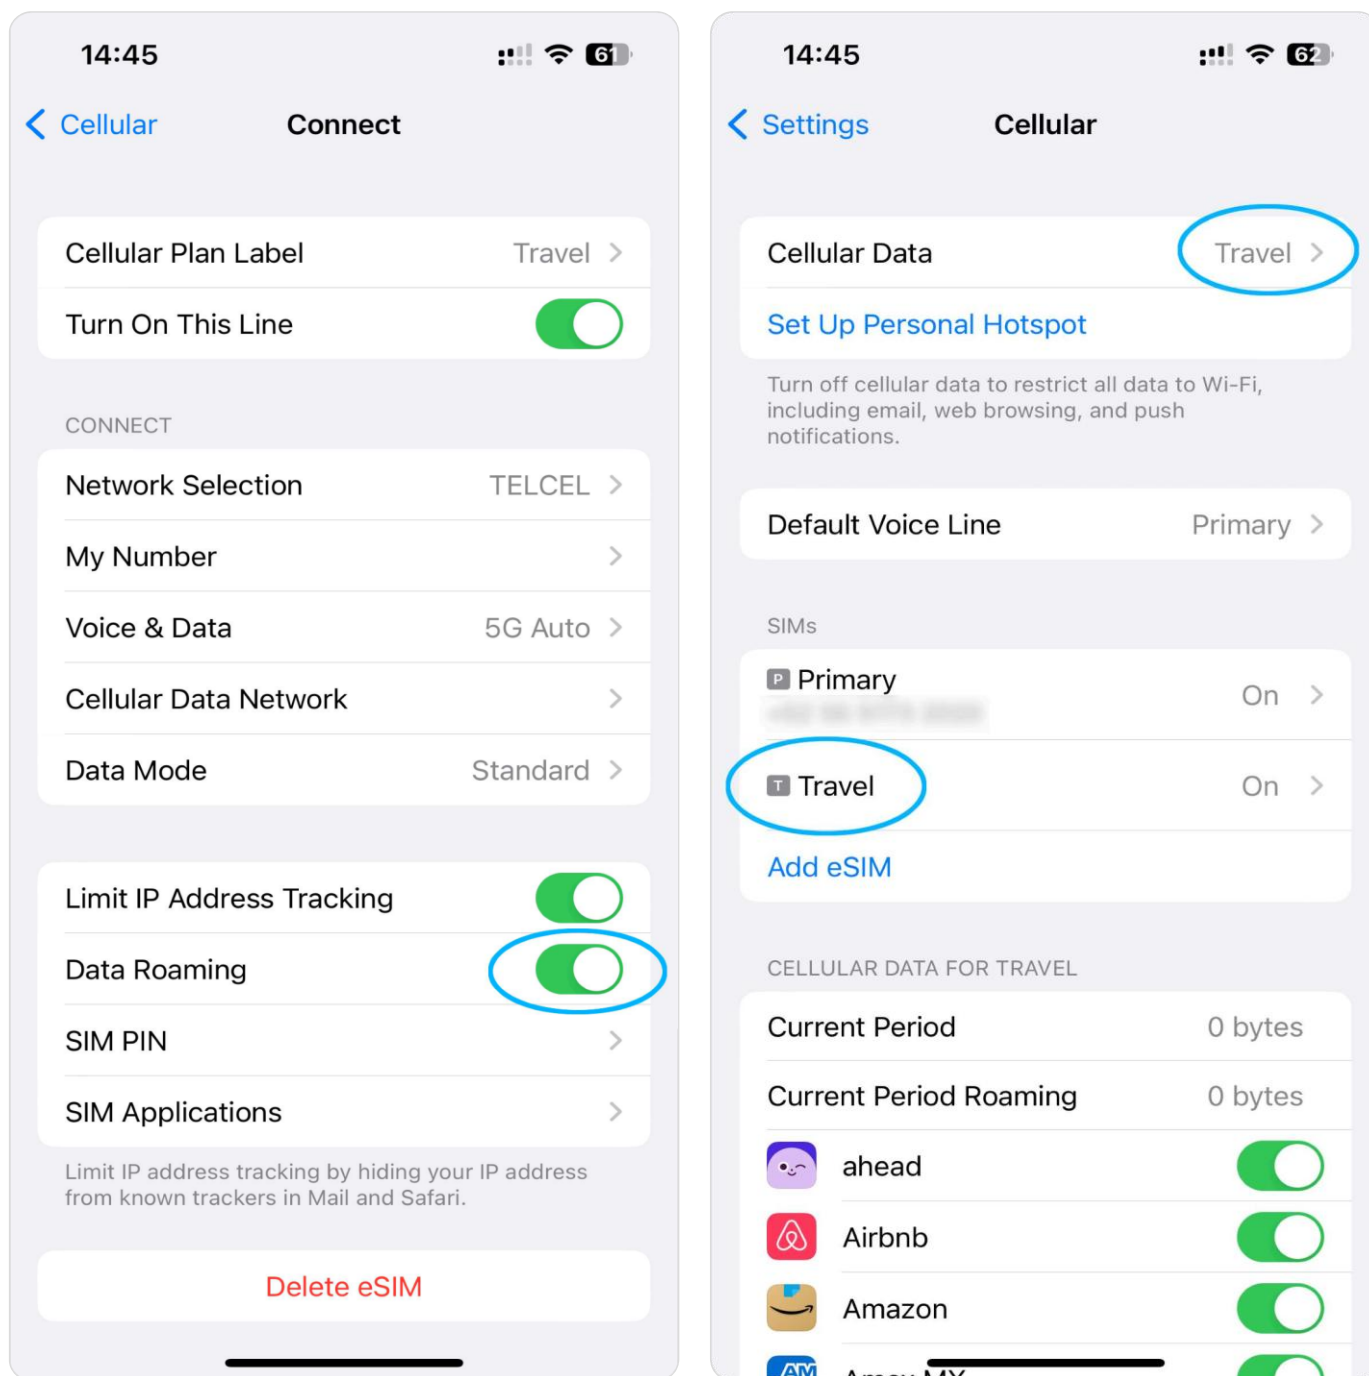 14:45
61
Cellular
Connect
Cellular Plan Label
Travel
Turn On This Line
CONNECT
Network Selection
TELCEL
My Number
Voice & Data
5G Auto
Cellular Data Network
Data Mode
Standard
Limit IP Address Tracking
Data Roaming
SIM PIN
SIM Applications
Limit IP address tracking by hiding your IP address
from known trackers in Mail and Safari.
Delete eSIM
14:45
62
Settings
Cellular
Cellular Data
Travel
Set Up Personal Hotspot
Turn off cellular data to restrict all data to Wi-Fi,
including email, web browsing, and push
notifications.
Default Voice Line
Primary
SIMs
P Primary
On
T Travel
On
Add eSIM
CELLULAR DATA FOR TRAVEL
Current Period
0 bytes
Current Period Roaming
0 bytes
ahead
Airbnb
Amazon
AM